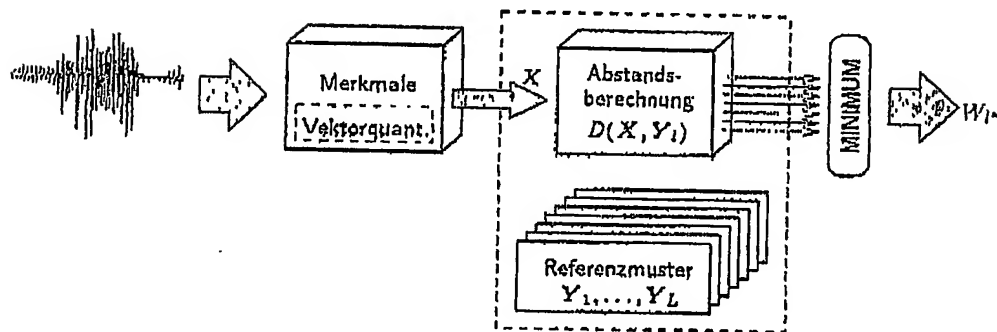 Merkmale
Vektorquant.
X
Abstands-
berechnung
D(X, Y_l)
MINIMUM
W_l*
Referenzmuster
Y_1, ..., Y_L